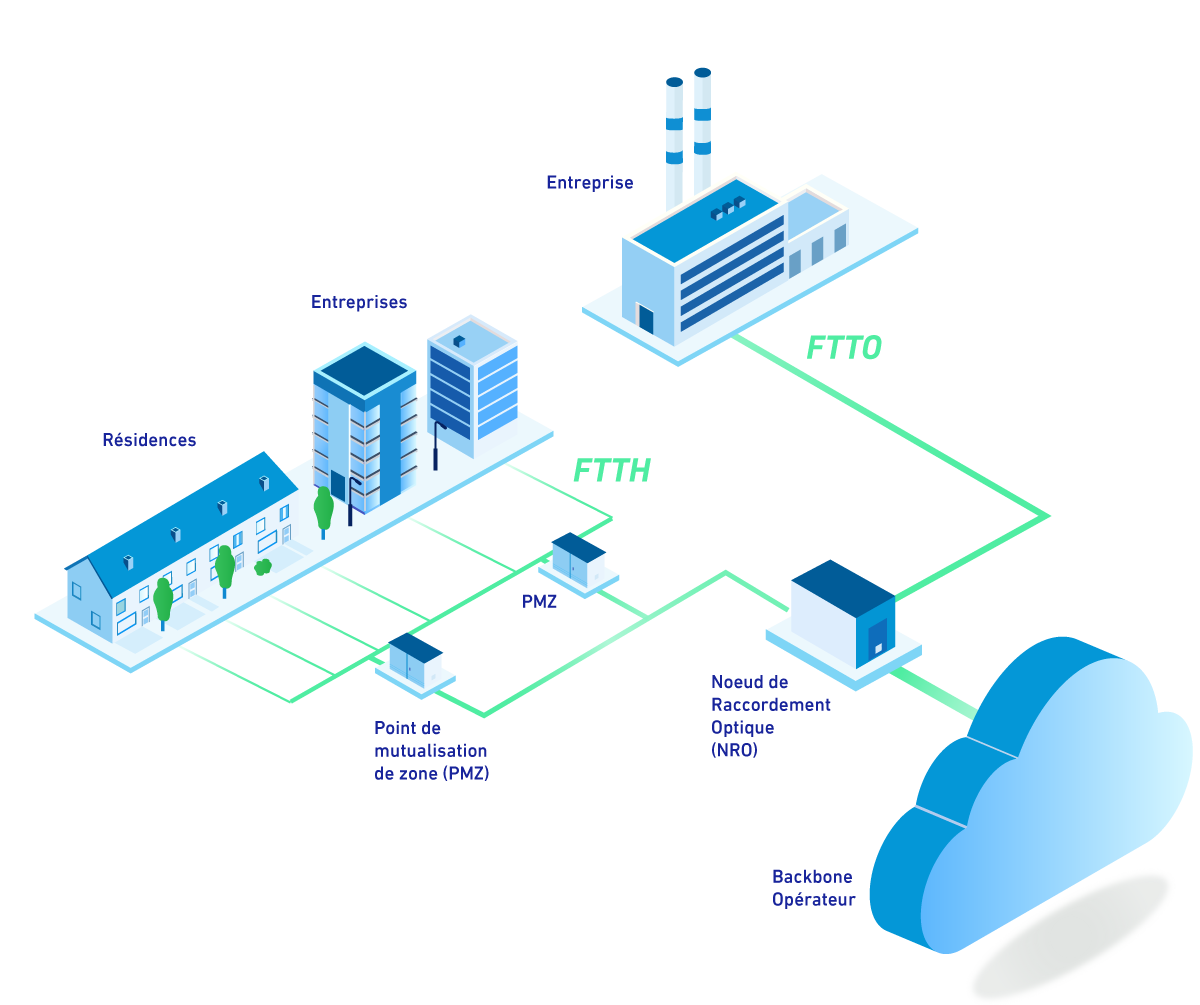 Entreprise
Entreprises
FTTO
Résidences
FTTH
PMZ
Noeud de
Raccordement
Optique
(NRO)
Point de
mutualisation
de zone (PMZ)
Backbone
Opérateur